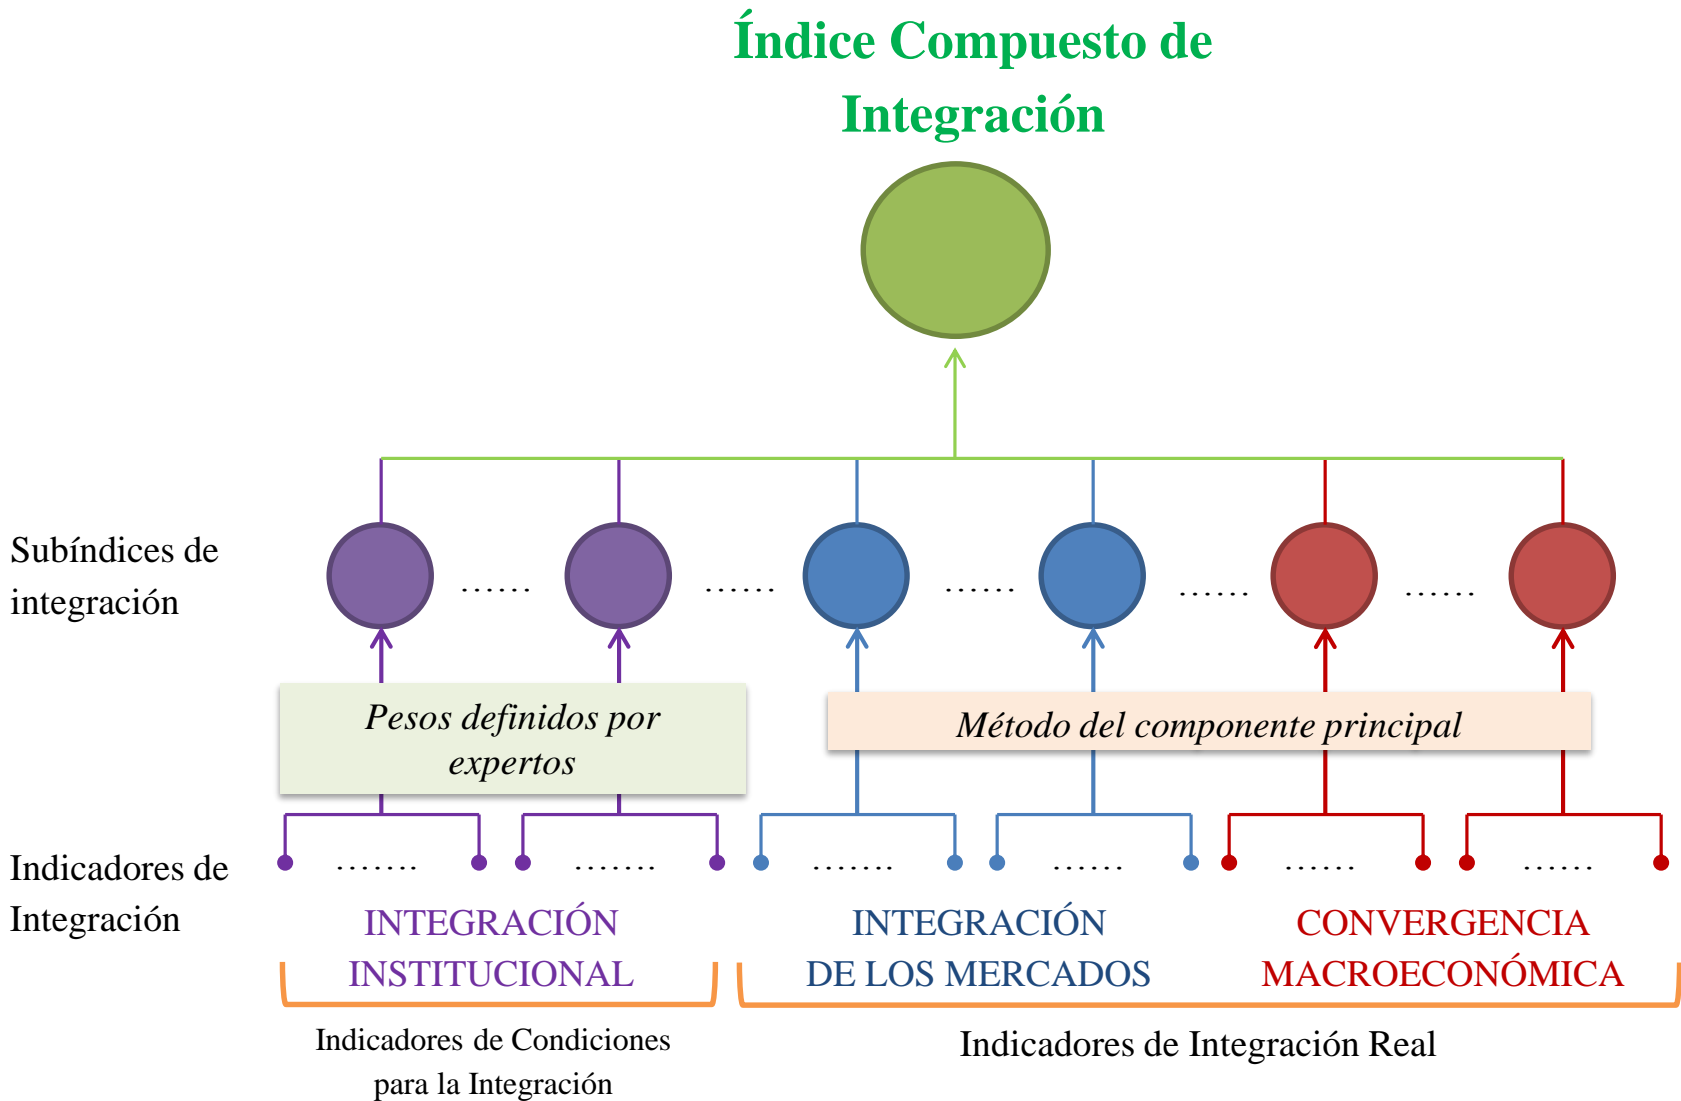 Índice Compuesto de
Integración
Subíndices de
integración
……
……
……
……
……
Pesos definidos por
expertos
Método del componente principal
Indicadores de
Integración
…….
…….
…….
……
……
……
INTEGRACIÓN
INSTITUCIONAL
INTEGRACIÓN
DE LOS MERCADOS
CONVERGENCIA
MACROECONÓMICA
Indicadores de Condiciones
para la Integración
Indicadores de Integración Real